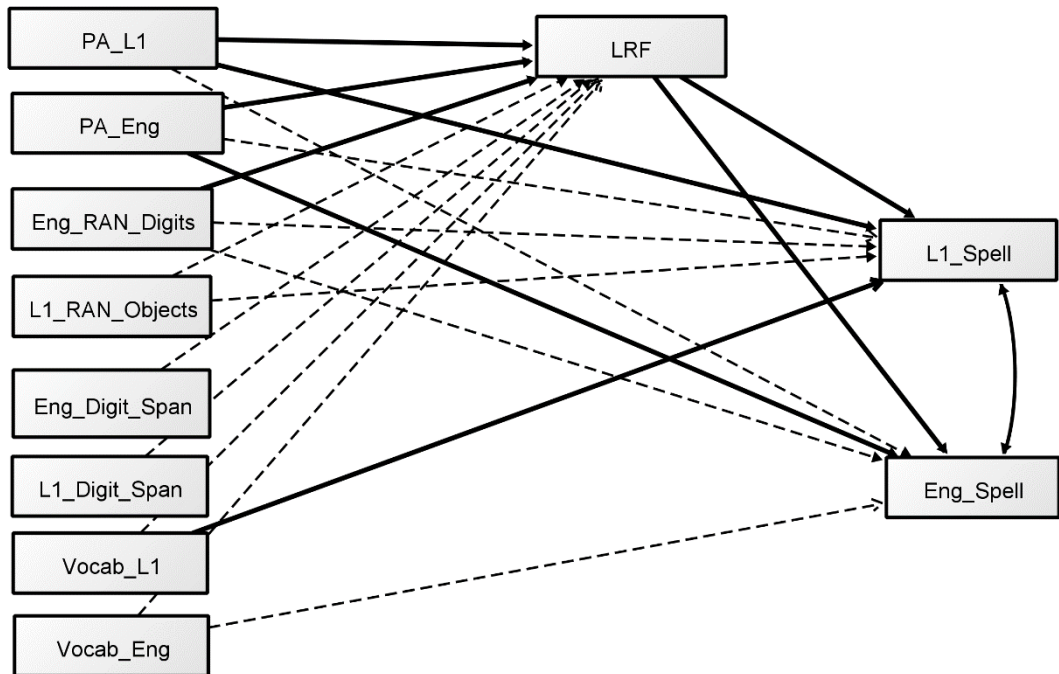 PA_L1
LRF
PA_Eng
Eng_RAN_Digits
L1_Spell
L1_RAN_Objects
Eng_Digit_Span
L1_Digit_Span
Eng_Spell
Vocab_L1
Vocab_Eng